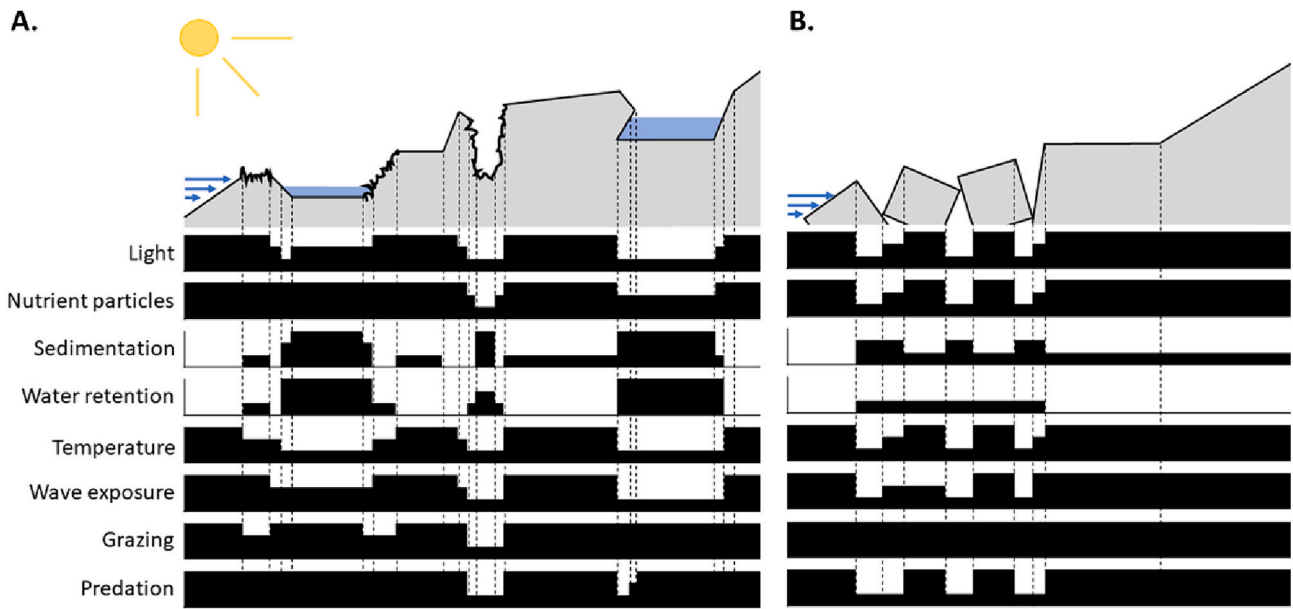 A.
B.
Light
Nutrient particles
Sedimentation
Water retention
Temperature
Wave exposure
Grazing
Predation